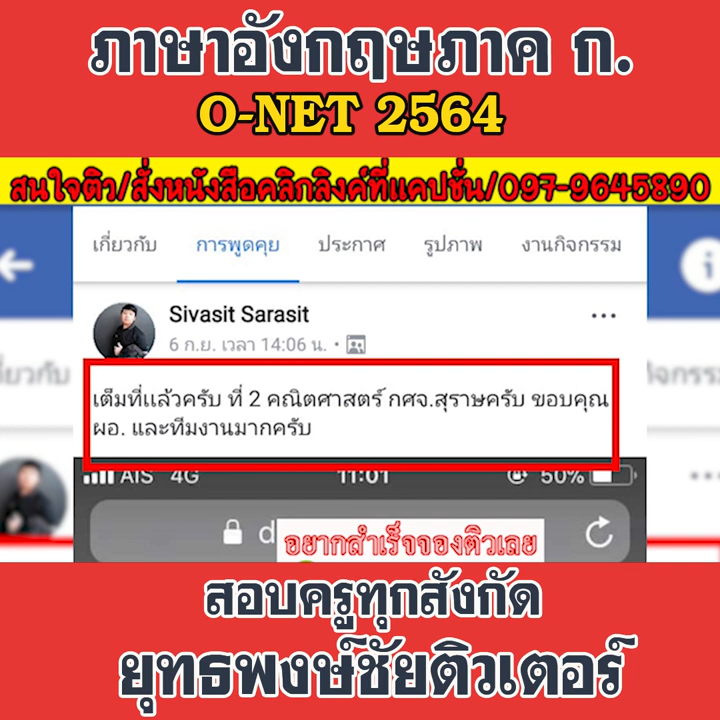 ภาษาอังกฤษภาค ก.
O-NET 2564
สนใจติว/สั่งหนังสือคลิกลิงค์ที่แคปชั่น/097-9645890
เกี่ยวกับ การพูดคุย ประกาศ รูปภาพ งานกิจกรรม
Sivasit Sarasit
6 ก.ย. เวลา 14:06 น.
เต็มที่แล้วครับ ที่ 2 คณิตศาสตร์ กศจ.สุราษครับ ขอบคุณ
ผอ. และทีมงานมากครับ
AIS 4G 11:01 50%
d
อยากสำเร็จจองติวเลย
สอบครูทุกสังกัด
ยุทธพงษ์ชัยติวเตอร์